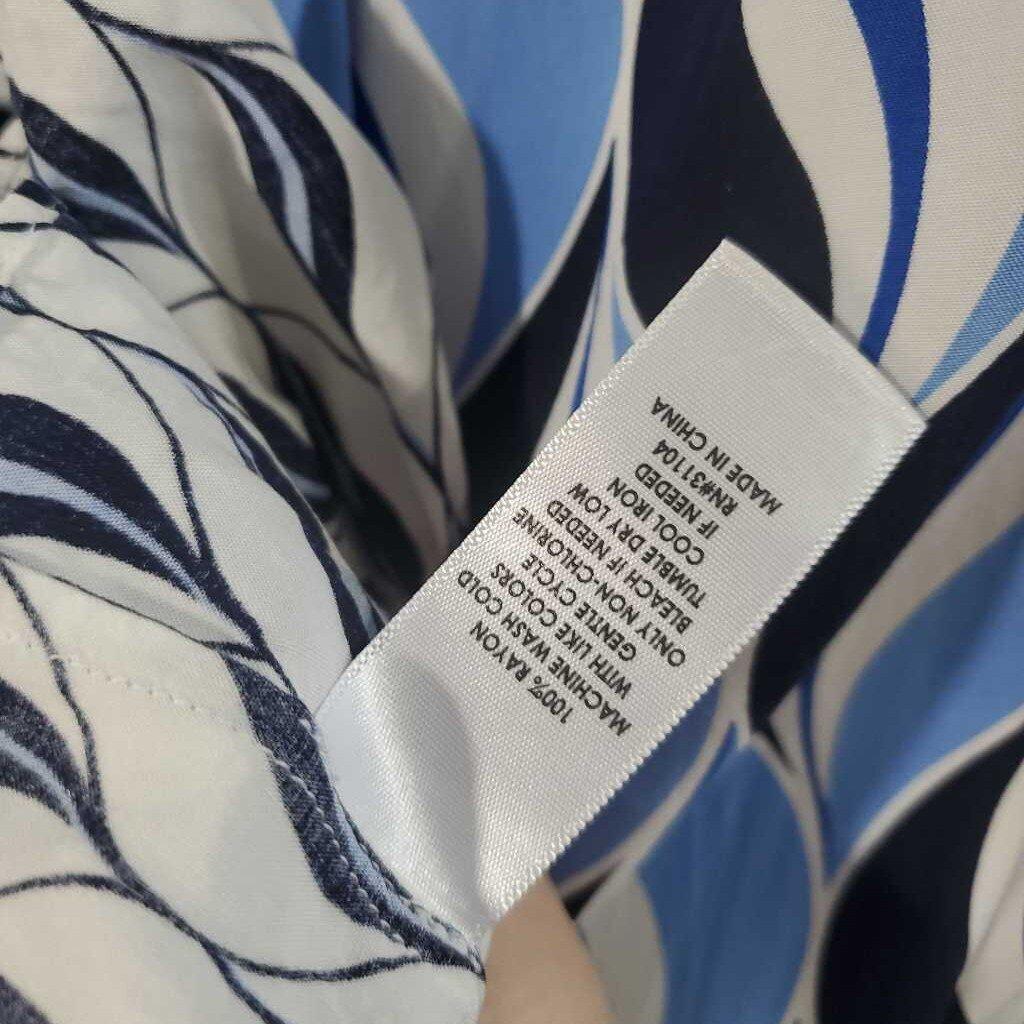 100% RAYON
MACHINE WASH COLD
WITH LIKE COLORS
GENTLE CYCLE
ONLY NON-CHLORINE
BLEACH IF NEEDED
TUMBLE DRY LOW
COOL IRON
IF NEEDED
RN#31104
MADE IN CHINA